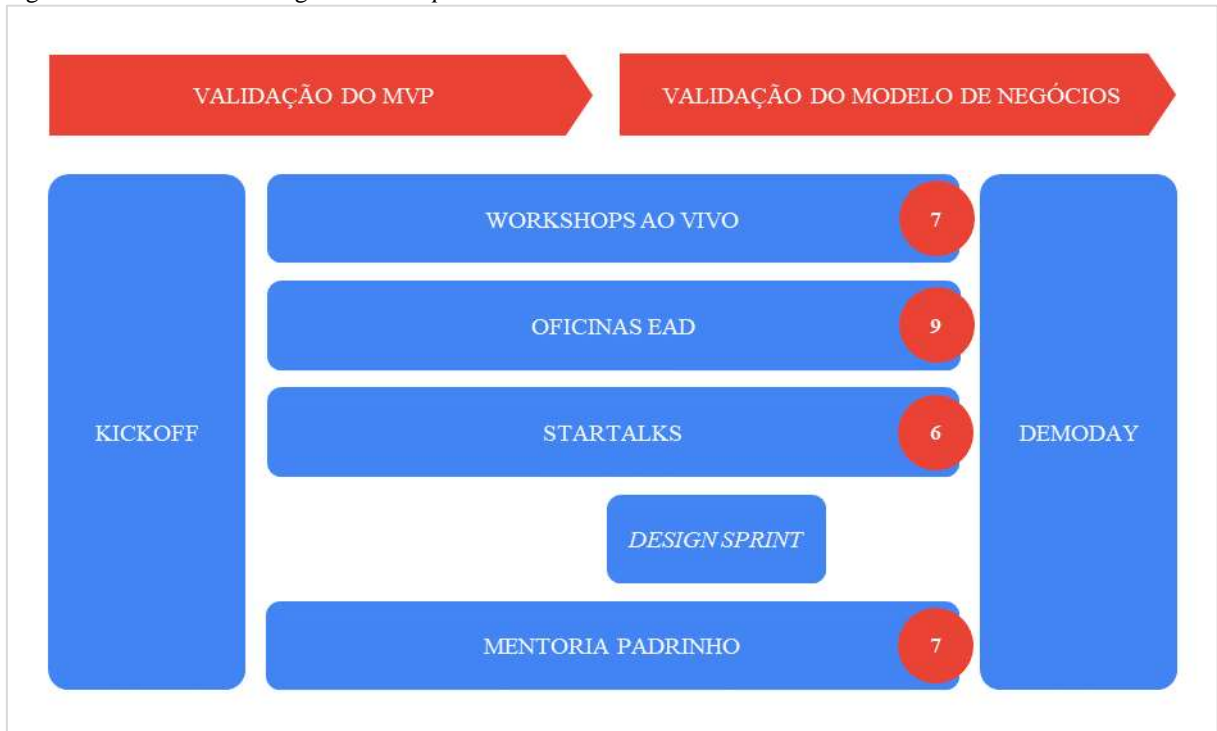 VALIDAÇÃO DO MVP
VALIDAÇÃO DO MODELO DE NEGÓCIOS
KICKOFF
WORKSHOPS AO VIVO
7
OFICINAS EAD
9
STARTALKS
6
DESIGN SPRINT
MENTORIA PADRINHO
7
DEMODAY